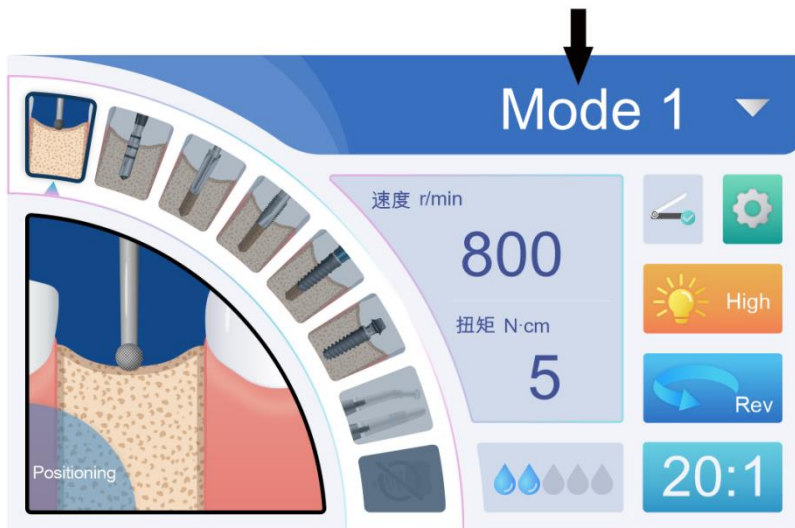 Mode 1
速度 r/min
800
扭矩 N·cm
5
High
Rev
20:1
Positioning